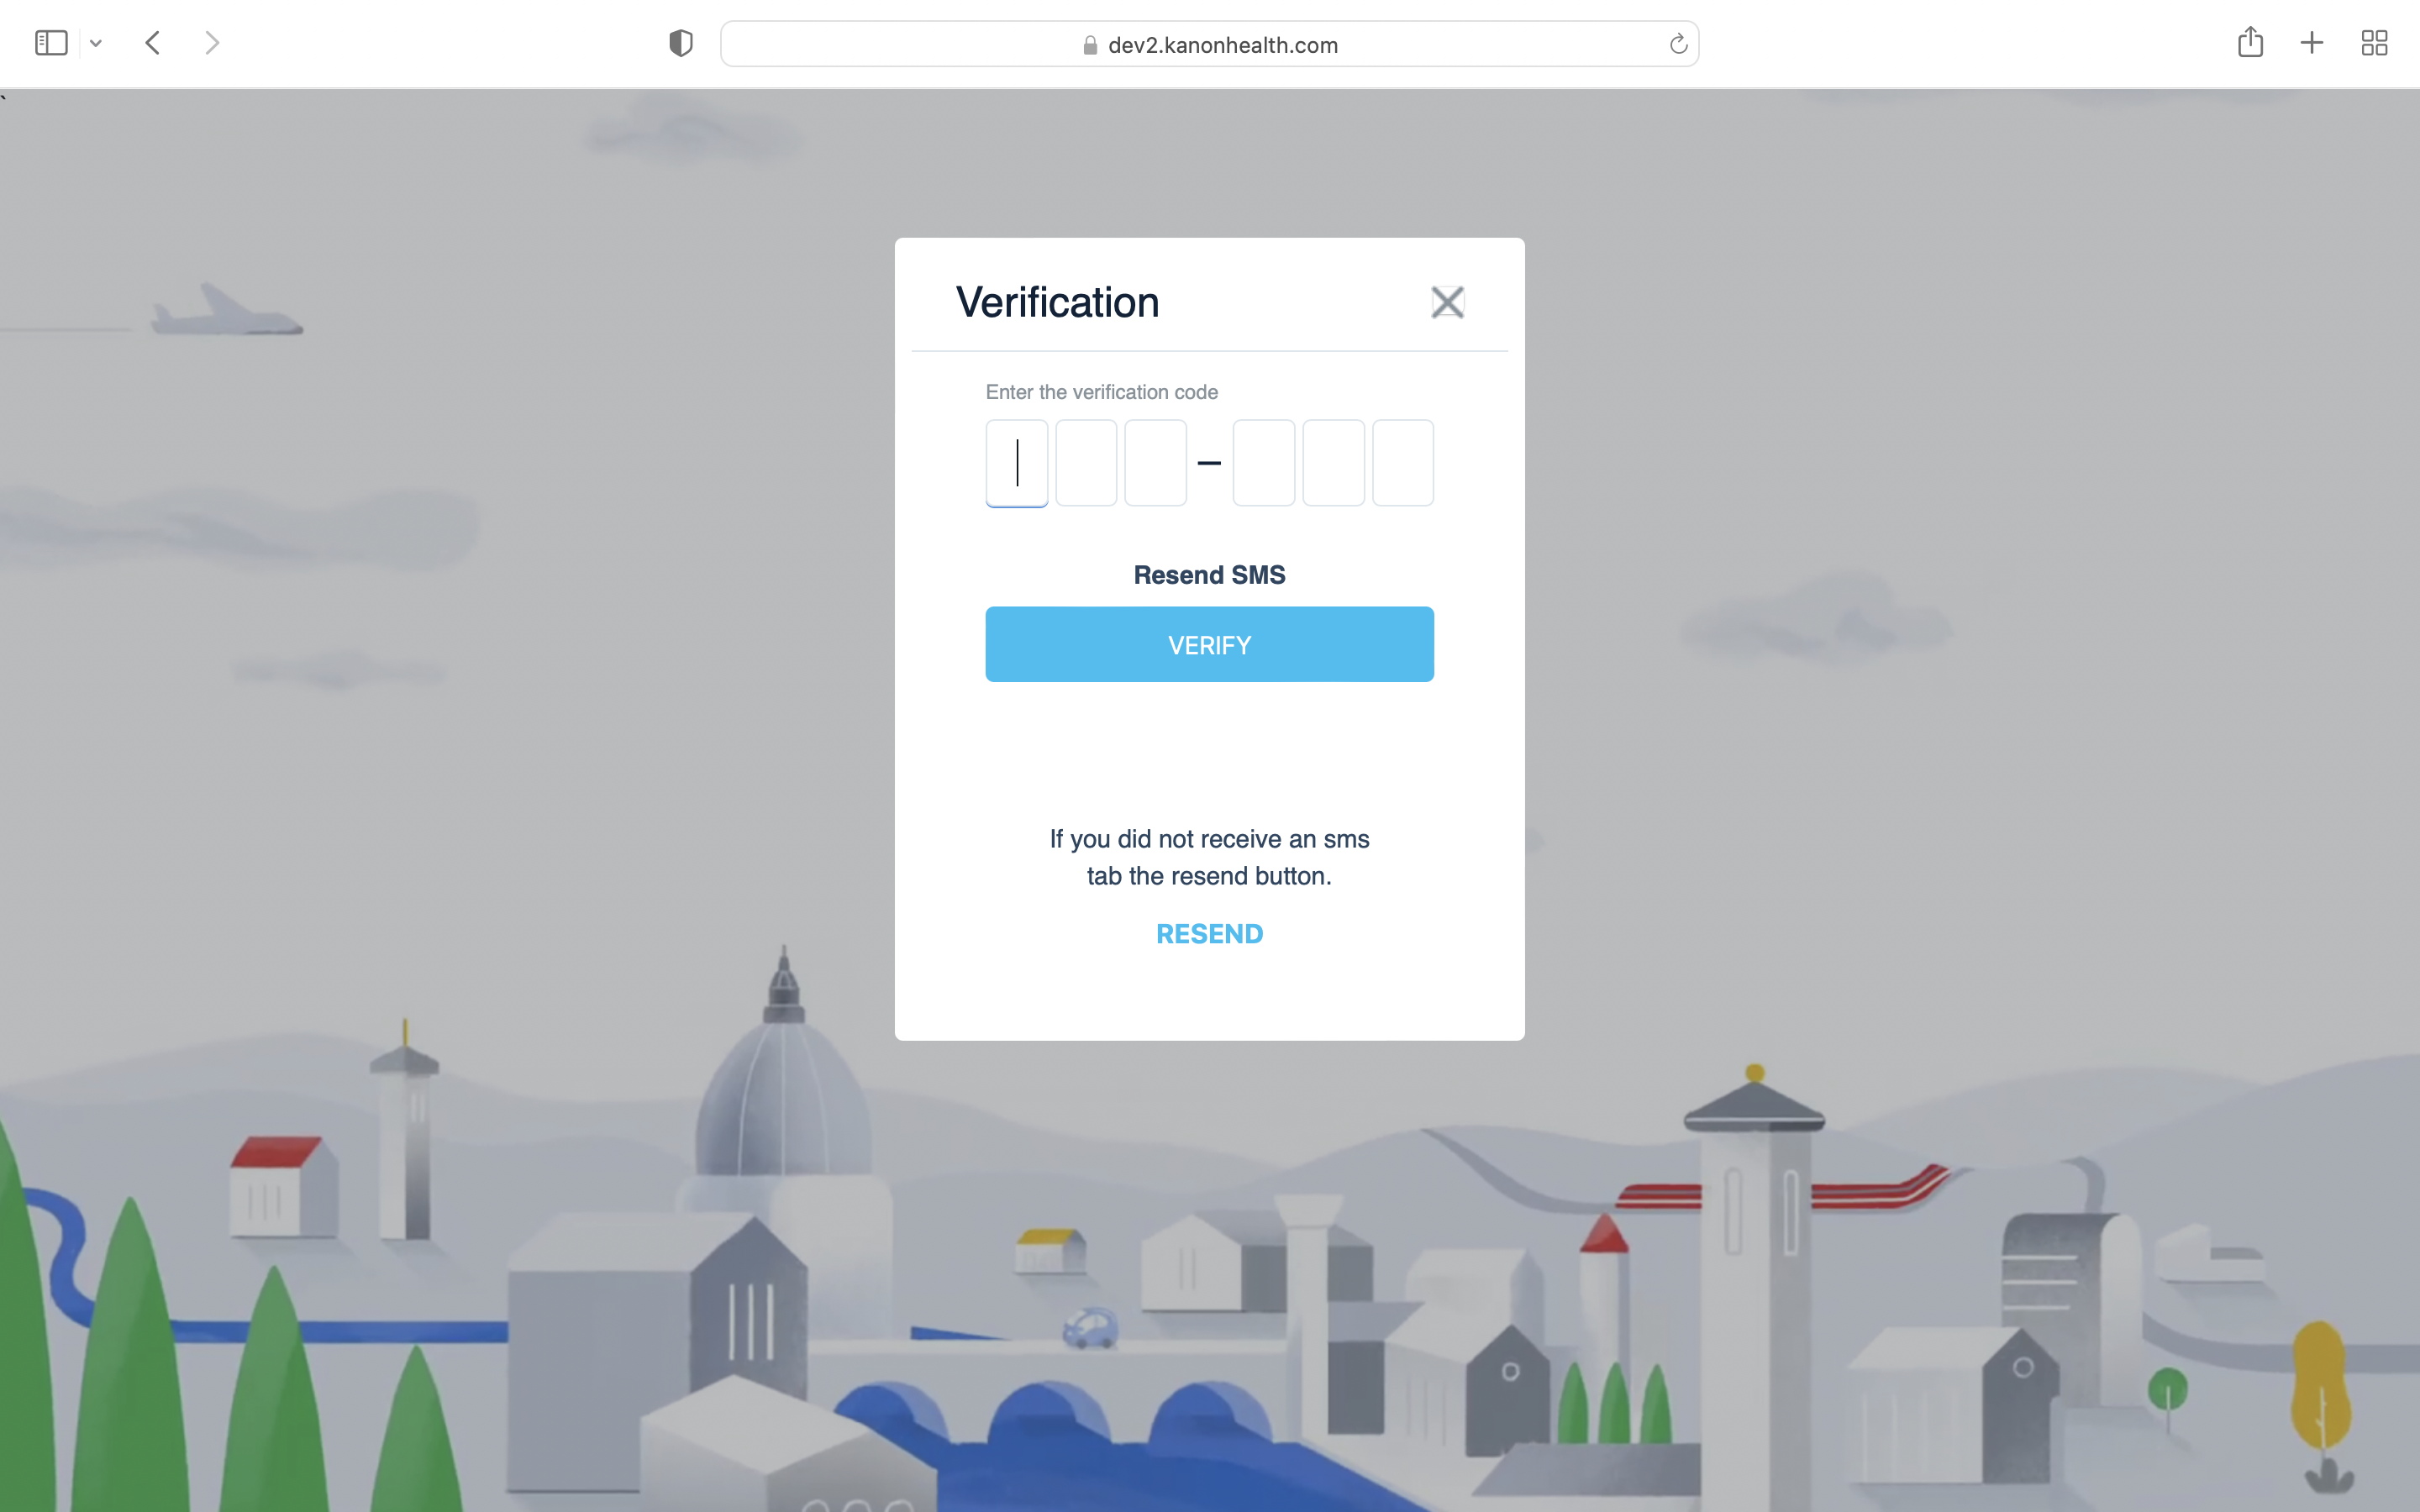 dev2.kanonhealth.com
`
Verification
Enter the verification code
–
Resend SMS
VERIFY
If you did not receive an sms
tab the resend button.
RESEND